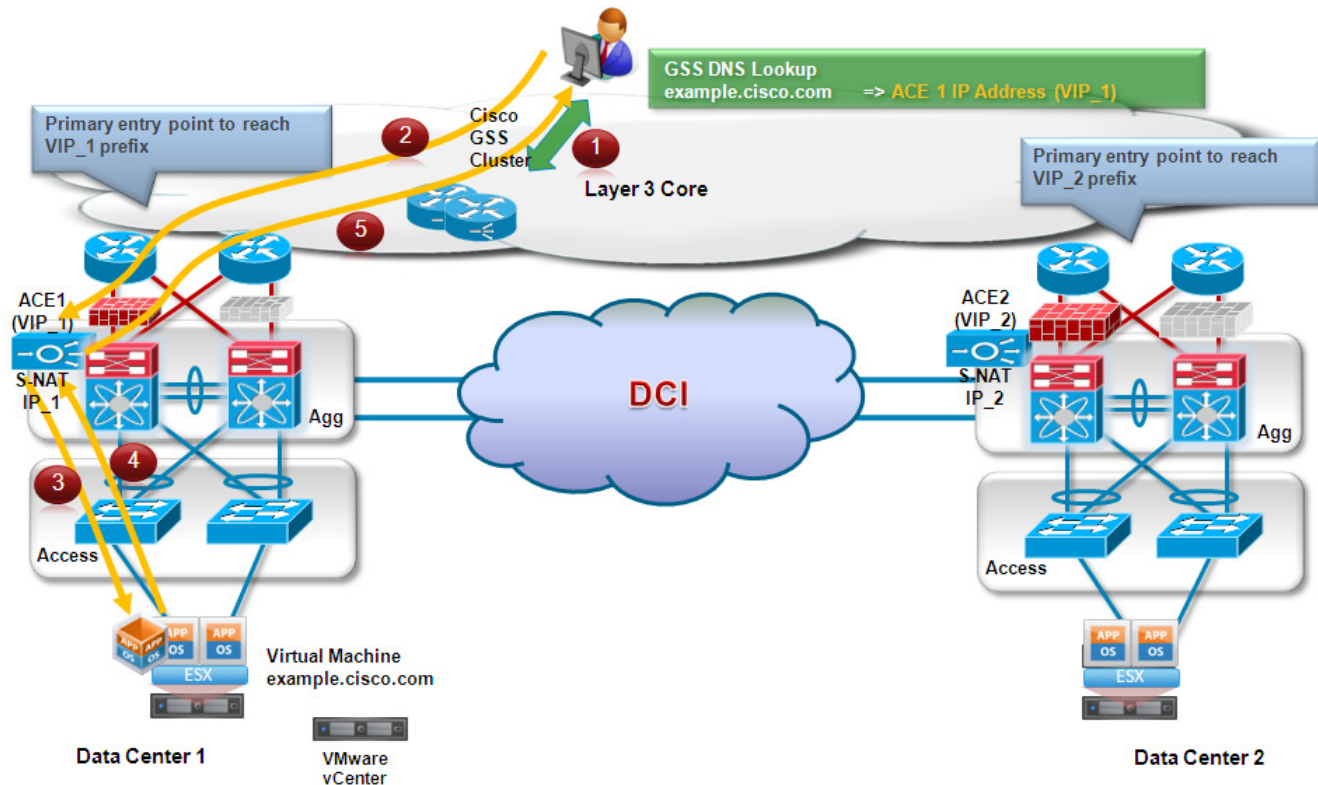 GSS DNS Lookup
example.cisco.com => ACE 1 IP Address (VIP_1)
Primary entry point to reach
VIP_1 prefix
2
Cisco
GSS
Cluster
1
Layer 3 Core
Primary entry point to reach
VIP_2 prefix
5
ACE1
(VIP_1)
S-NAT
IP_1
Agg
DCI
ACE2
(VIP_2)
S-NAT
IP_2
Agg
3
4
Access
Access
APP
OS
APP
OS
APP
OS
APP
OS
ESX
Virtual Machine
example.cisco.com
APP
OS
APP
OS
ESX
Data Center 1
VMware
vCenter
Data Center 2